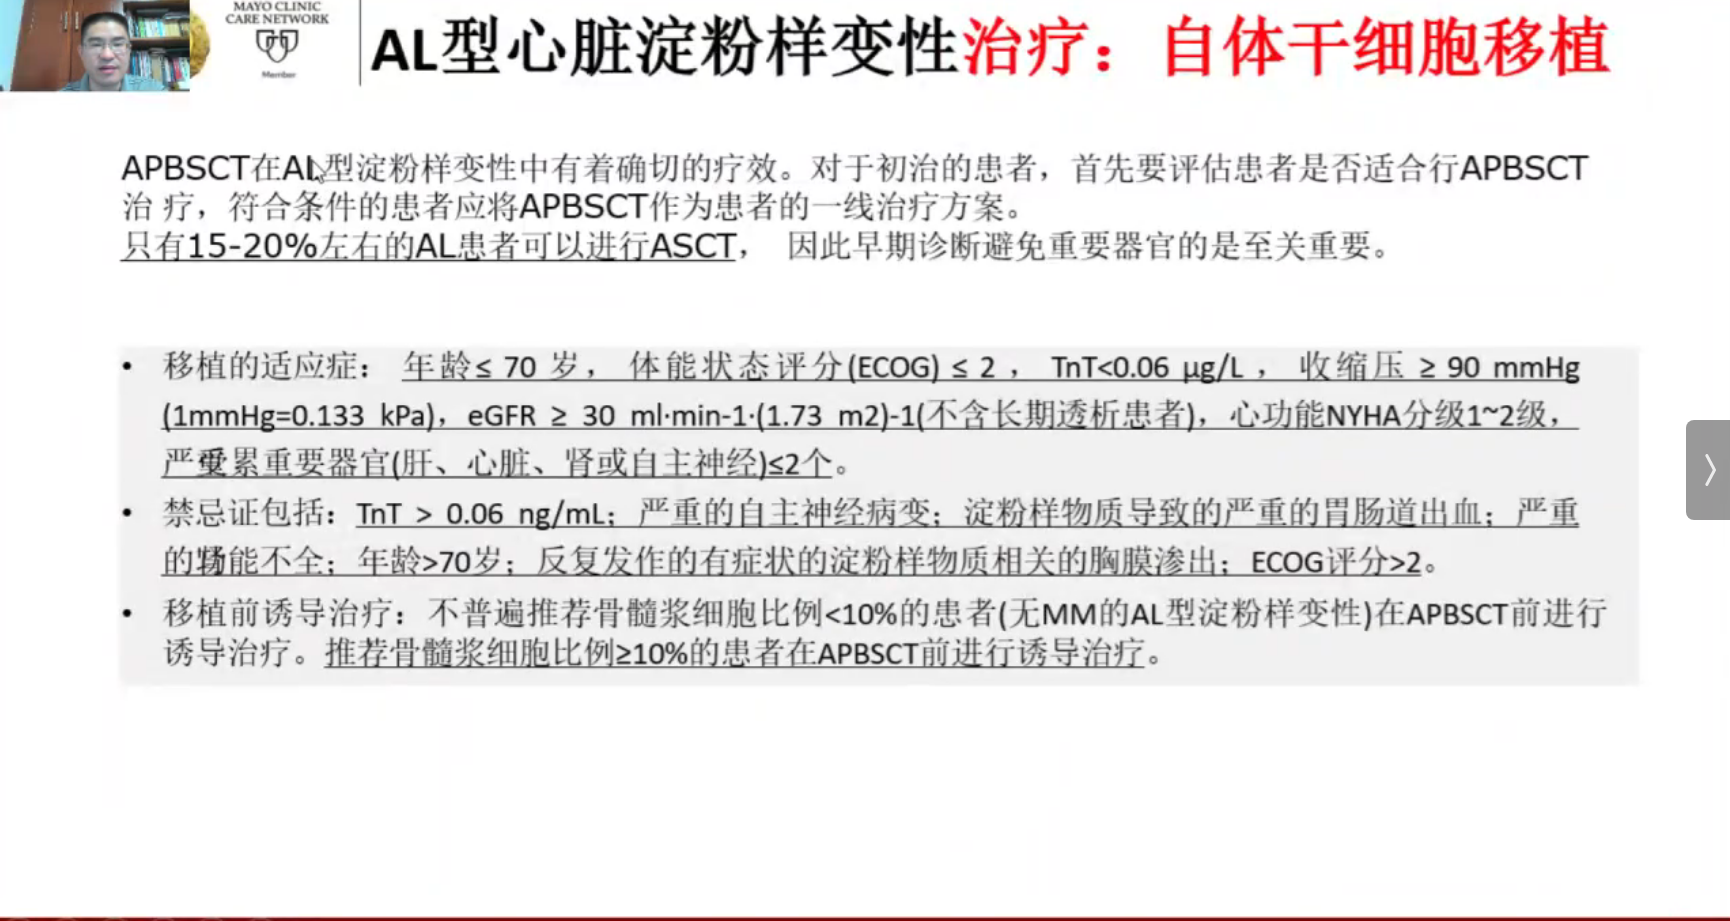 MAYO CLINIC
CARE NETWORK
Member
AL型心脏淀粉样变性治疗：自体干细胞移植
APBSCT在AL型淀粉样变性中有着确切的疗效。对于初治的患者，首先要评估患者是否适合行APBSCT
治 疗，符合条件的患者应将APBSCT作为患者的一线治疗方案。
只有15-20%左右的AL患者可以进行ASCT， 因此早期诊断避免重要器官的是至关重要。
• 移植的适应症： 年龄≤ 70 岁， 体能状态评分(ECOG) ≤ 2 ， TnT<0.06 μg/L ， 收缩压 ≥ 90 mmHg
(1mmHg=0.133 kPa)，eGFR ≥ 30 ml·min-1·(1.73 m2)-1(不含长期透析患者)，心功能NYHA分级1~2级，
严重受累重要器官(肝、心脏、肾或自主神经)≤2个。
• 禁忌证包括：TnT > 0.06 ng/mL；严重的自主神经病变；淀粉样物质导致的严重的胃肠道出血；严重
的肾功能不全；年龄>70岁；反复发作的有症状的淀粉样物质相关的胸膜渗出；ECOG评分>2。
• 移植前诱导治疗：不普遍推荐骨髓浆细胞比例<10%的患者(无MM的AL型淀粉样变性)在APBSCT前进行
诱导治疗。推荐骨髓浆细胞比例≥10%的患者在APBSCT前进行诱导治疗。